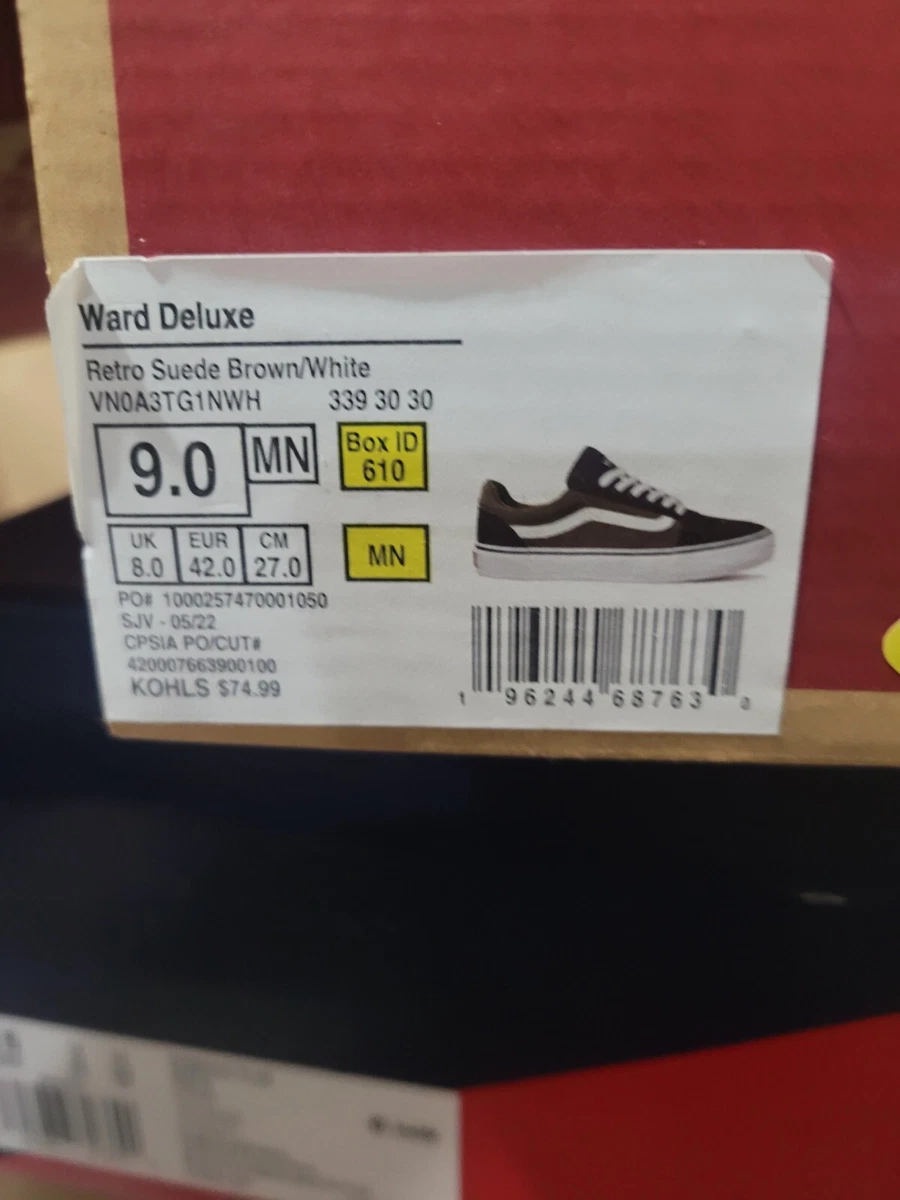 Ward Deluxe
Retro Suede Brown/White
VN0A3TG1NWH 339 30 30
9.0 MN Box ID 610
UK 8.0 EUR 42.0 CM 27.0 MN
PO# 1000257470001050
SJV - 05/22
CPSIA PO/CUT#
420007663900100
KOHLS $74.99
1 96244 68763